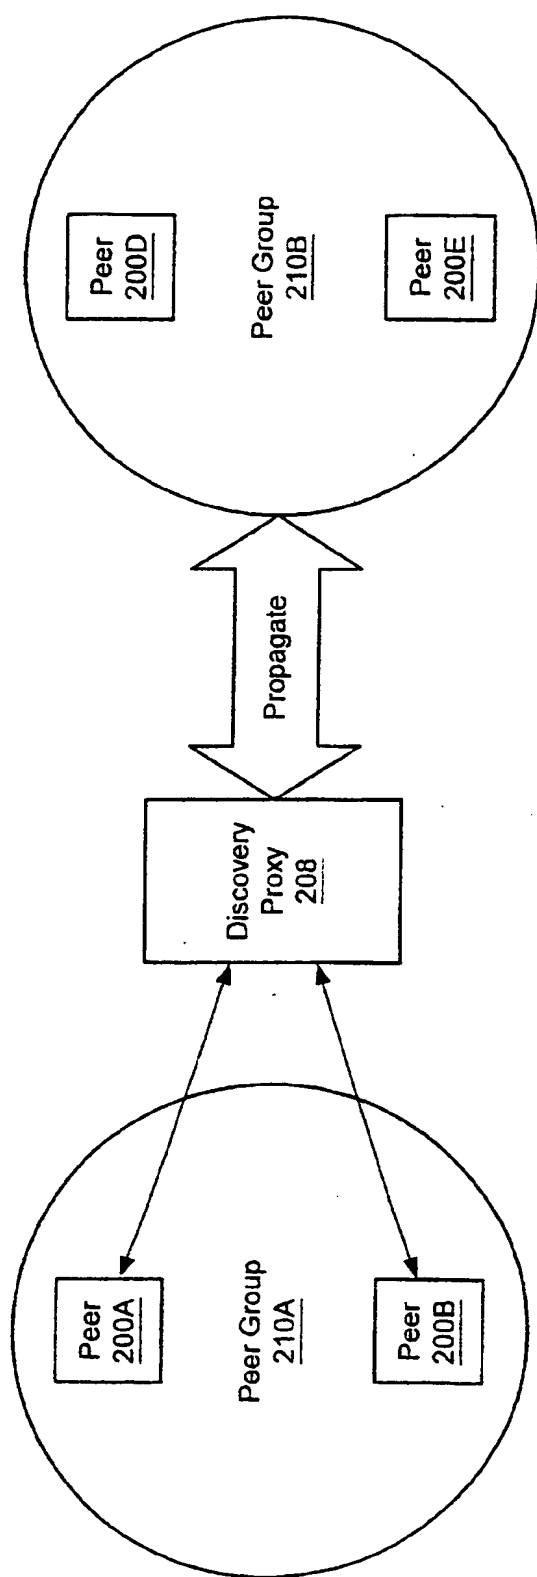 Peer
200A
Peer Group
210A
Peer
200B
Discovery
Proxy
208
Propagate
Peer
200D
Peer Group
210B
Peer
200E